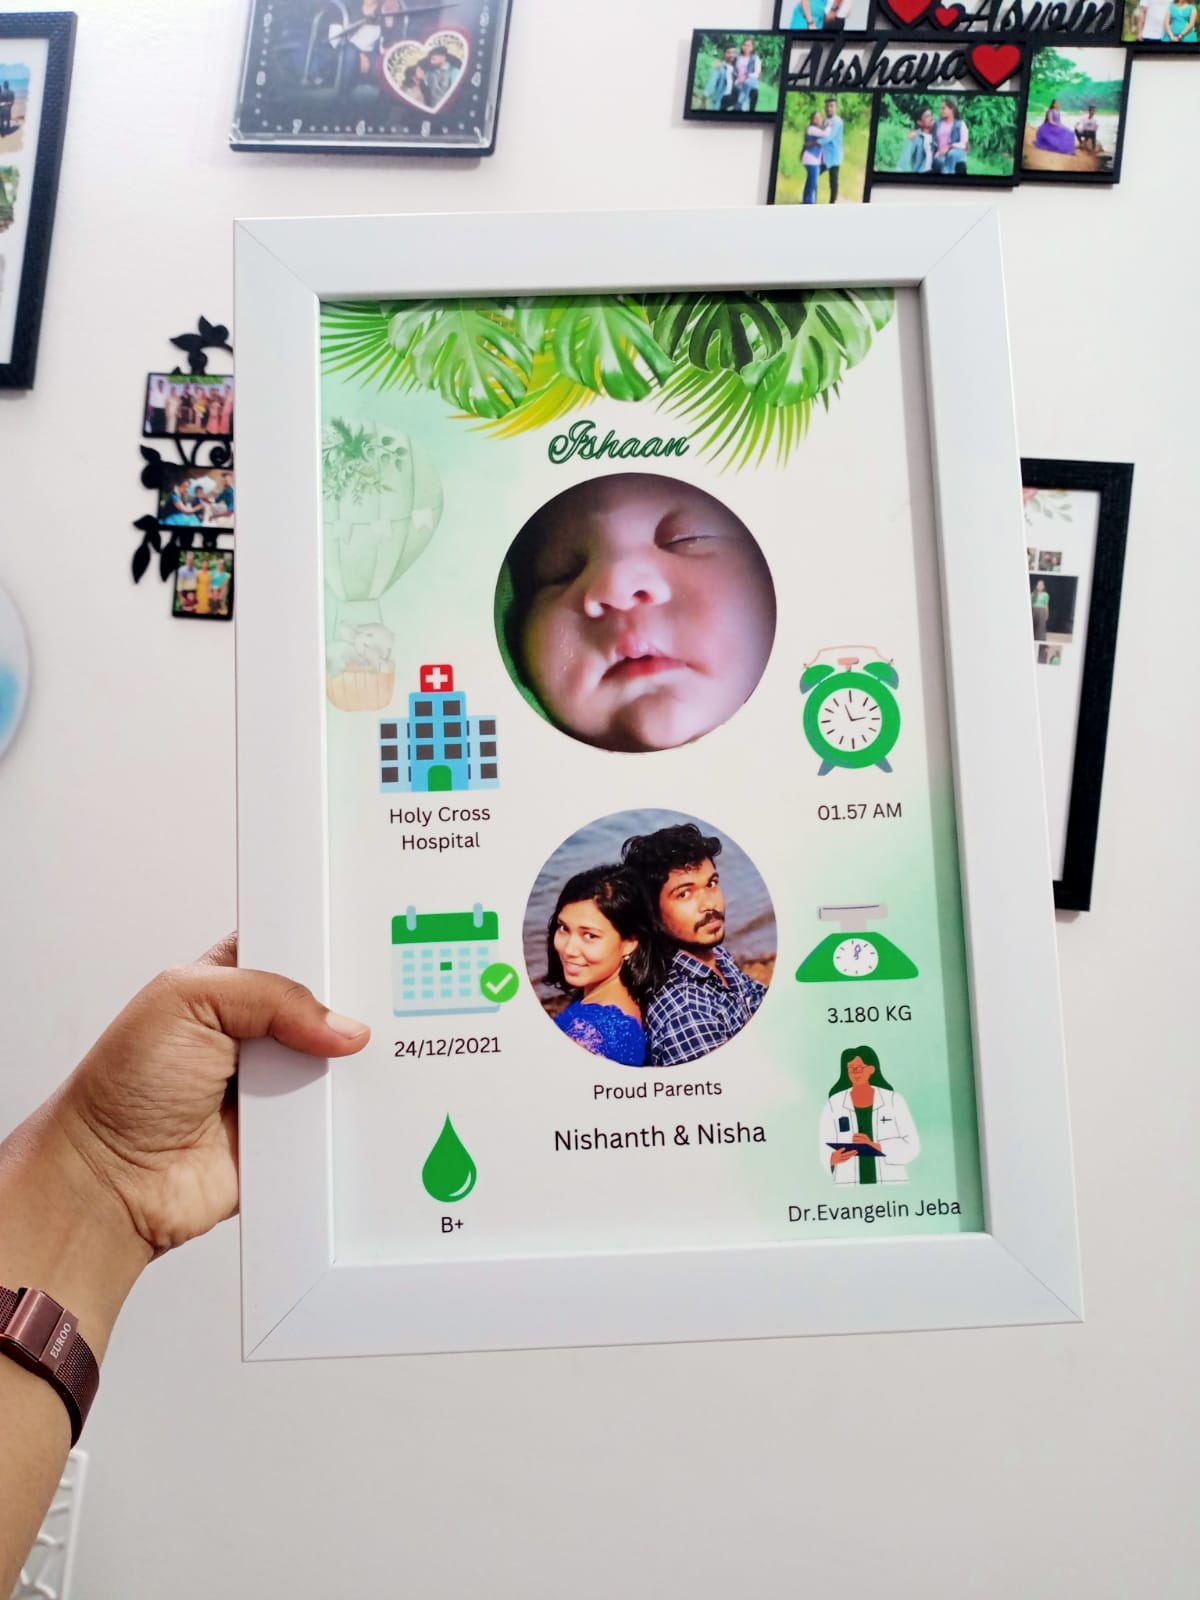 Aswin
Akshaya
Ishaan
Holy Cross
Hospital
01.57 AM
24/12/2021
3.180 KG
Proud Parents
Nishanth & Nisha
B+
Dr.Evangelin Jeba
EUROO